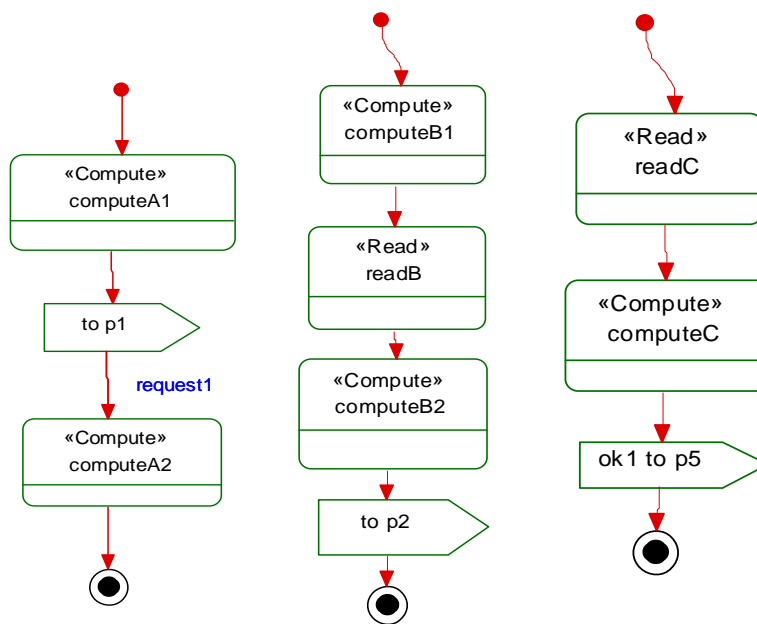 «Compute»
computeA1
to p1
request1
«Compute»
computeA2
«Compute»
computeB1
«Read»
readB
«Compute»
computeB2
to p2
«Read»
readC
«Compute»
computeC
ok1 to p5